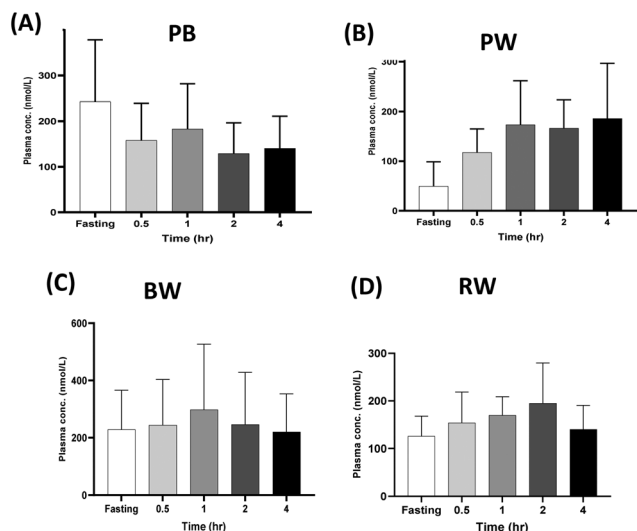 (A)
PB
Plasma conc. (nmol/L)
300
200
100
0
Fasting 0.5 1 2 4
Time (hr)
(B)
PW
Plasma conc. (nmol/L)
300
200
100
0
Fasting 0.5 1 2 4
Time (hr)
(C)
BW
Plasma conc. (nmol/L)
600
400
200
0
Fasting 0.5 1 2 4
Time (hr)
(D)
RW
Plasma conc. (nmol/L)
300
200
100
0
Fasting 0.5 1 2 4
Time (hr)